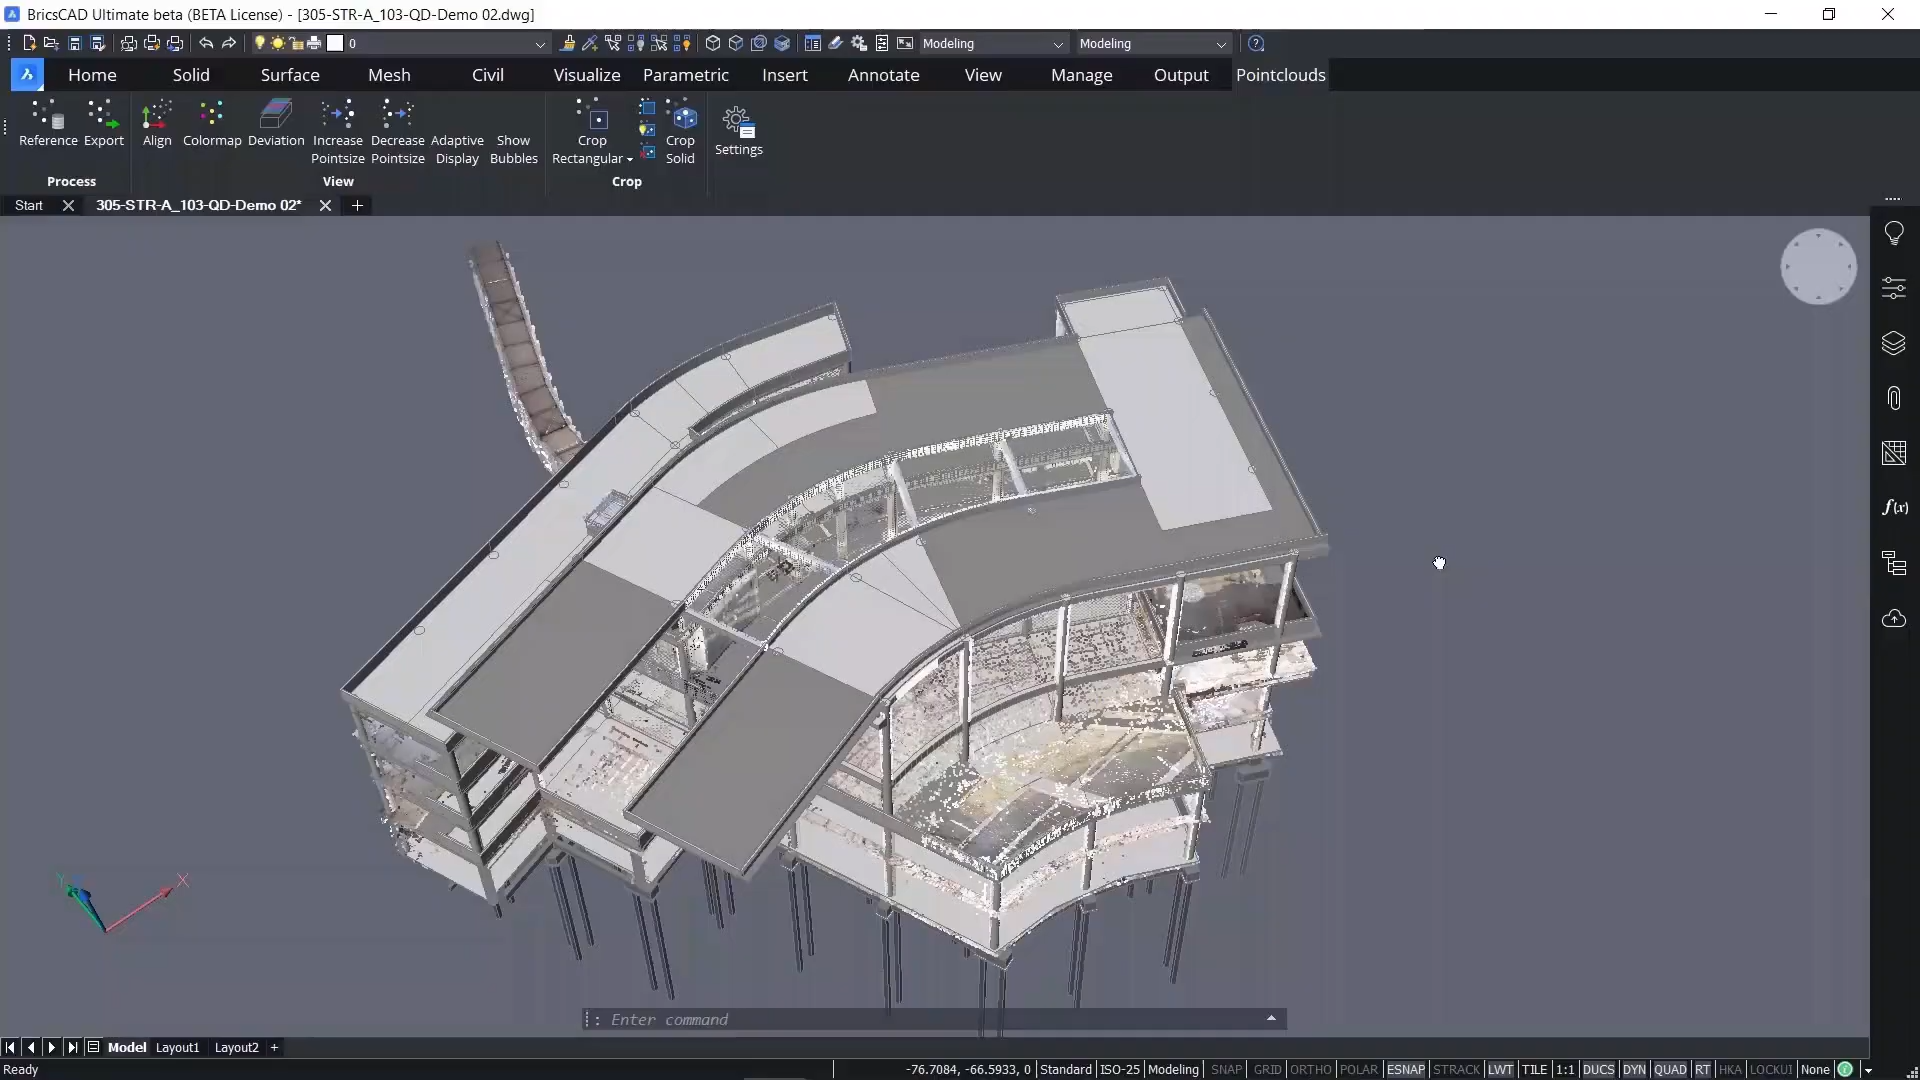 BricsCAD Ultimate beta (BETA License) - [305-STR-A_103-QD-Demo 02.dwg]
0
Modeling
Modeling
Home Solid Surface Mesh Civil Visualize Parametric Insert Annotate View Manage Output Pointclouds
Reference Export Align Colormap Deviation Increase Pointsize Decrease Pointsize Adaptive Display Show Bubbles Crop Rectangular Crop Solid Settings
Process View Crop
Start 305-STR-A_103-QD-Demo 02* +
f(x)
Y X
: Enter command
Model Layout1 Layout2 +
Ready -76.7084, -66.5933, 0 Standard ISO-25 Modeling SNAP GRID ORTHO POLAR ESNAP STRACK LWT TILE 1:1 DUCS DYN QUAD RT HKA LOCKUI None